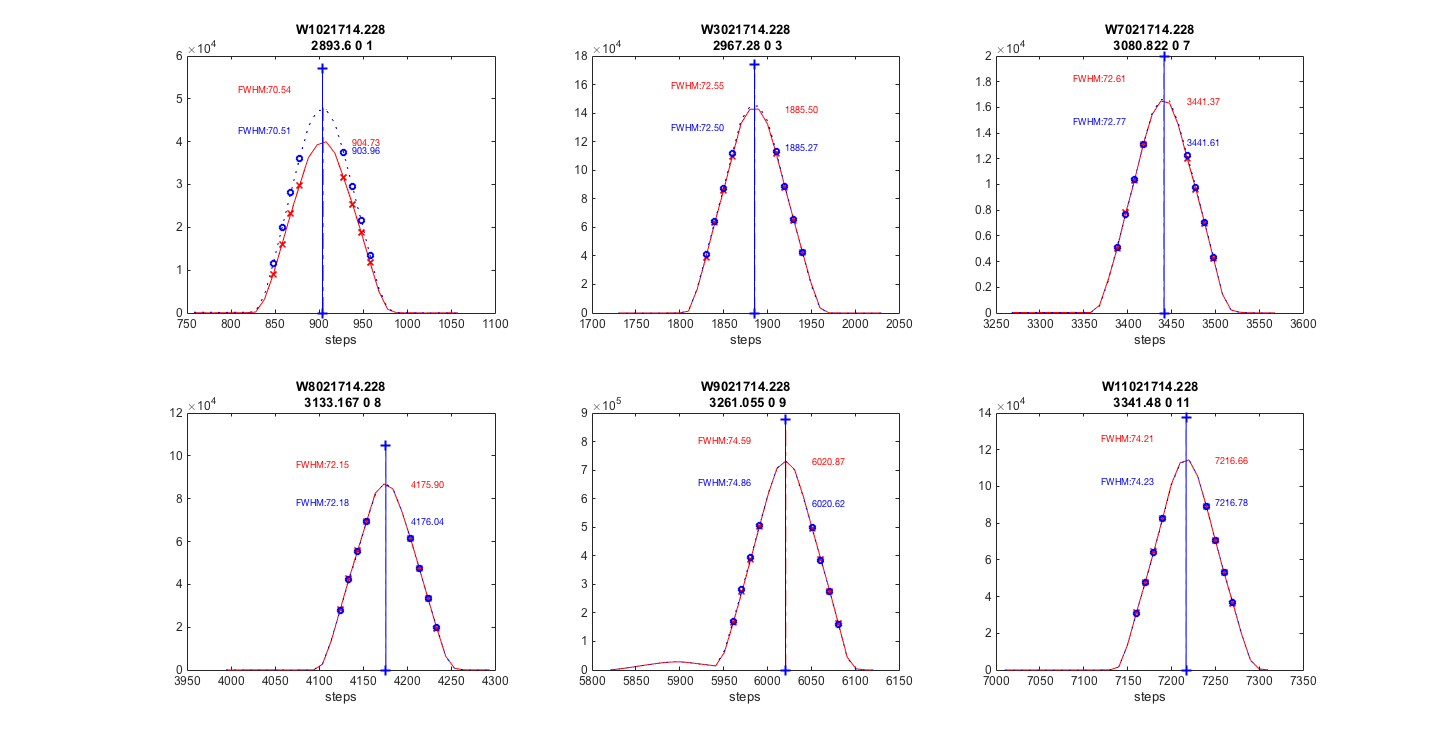 W1021714.228
2893.6 0 1
×10^4
6
5
4
3
2
1
0
FWHM:70.54
FWHM:70.51
904.73
903.96
750 800 850 900 950 1000 1050 1100
steps
W3021714.228
2967.28 0 3
×10^4
18
16
14
12
10
8
6
4
2
0
FWHM:72.55
FWHM:72.50
1885.50
1885.27
1700 1750 1800 1850 1900 1950 2000 2050
steps
W7021714.228
3080.822 0 7
×10^4
2
1.8
1.6
1.4
1.2
1
0.8
0.6
0.4
0.2
0
FWHM:72.61
FWHM:72.77
3441.37
3441.61
3250 3300 3350 3400 3450 3500 3550 3600
steps
W8021714.228
3133.167 0 8
×10^4
12
10
8
6
4
2
0
FWHM:72.15
FWHM:72.18
4175.90
4176.04
3950 4000 4050 4100 4150 4200 4250 4300
steps
W9021714.228
3261.055 0 9
×10^5
9
8
7
6
5
4
3
2
1
0
FWHM:74.59
FWHM:74.86
6020.87
6020.62
5800 5850 5900 5950 6000 6050 6100 6150
steps
W11021714.228
3341.48 0 11
×10^4
14
12
10
8
6
4
2
0
FWHM:74.21
FWHM:74.23
7216.66
7216.78
7000 7050 7100 7150 7200 7250 7300 7350
steps